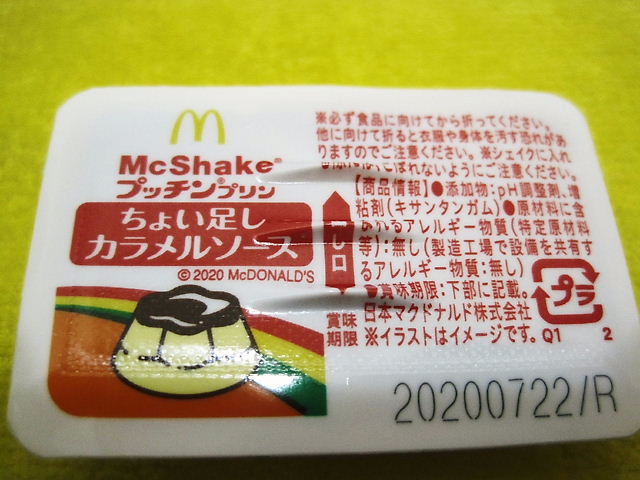 McShake®
プッチン®プリン
ちょい足し
カラメルソース
©2020 McDONALD'S
※必ず食品に向けてから折ってください。
他に向けて折ると衣服や身体を汚す恐れがあ
りますのでご注意ください。※シェイクに入れ
こぼれないようにご注意ください。
【商品情報】●添加物:pH調整剤、増
粘剤(キサンタンガム)●原材料に含
まれるアレルギー物質(特定原材料
等):無し(製造工場で設備を共有す
るアレルギー物質:無し)
●賞味期限:下部に記載。
日本マクドナルド株式会社
※イラストはイメージです。Q1 2
出し口
プラ
賞味
期限
20200722/R